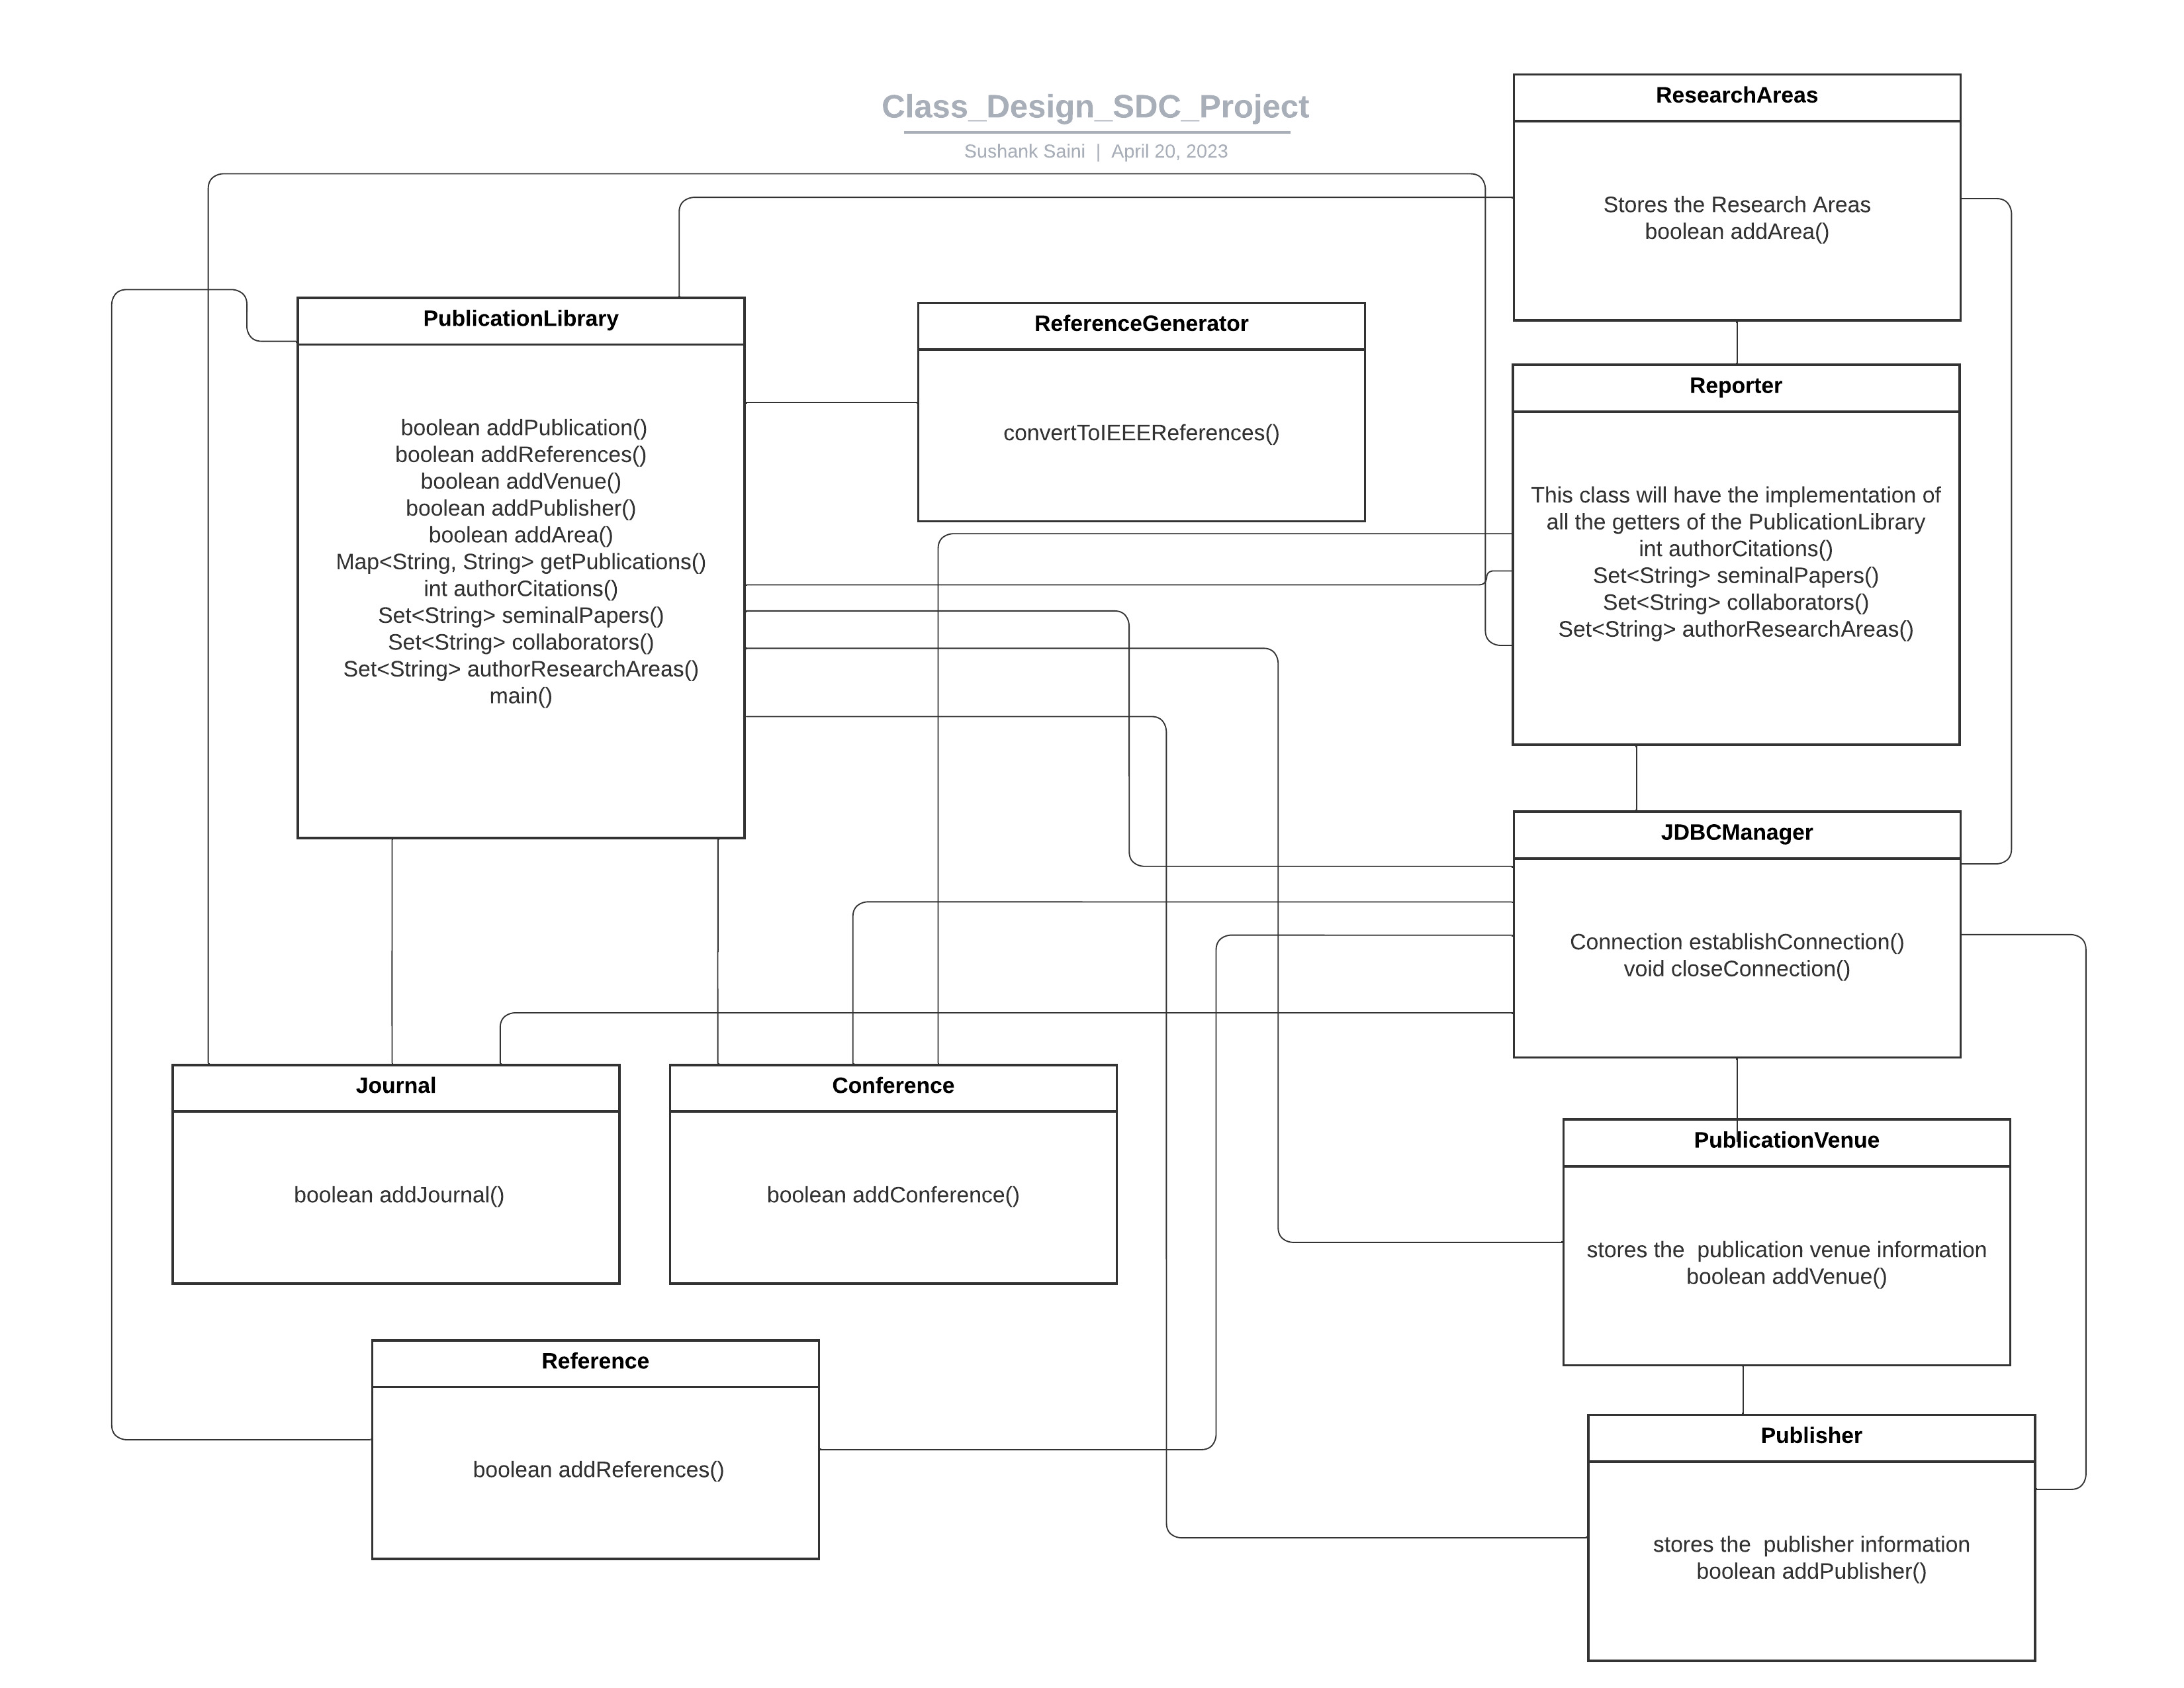 Class_Design_SDC_Project
Sushank Saini | April 20, 2023
ResearchAreas
Stores the Research Areas
boolean addArea()
PublicationLibrary
boolean addPublication()
boolean addReferences()
boolean addVenue()
boolean addPublisher()
boolean addArea()
Map<String, String> getPublications()
int authorCitations()
Set<String> seminalPapers()
Set<String> collaborators()
Set<String> authorResearchAreas()
main()
ReferenceGenerator
convertToIEEEReferences()
Reporter
This class will have the implementation of
all the getters of the PublicationLibrary
int authorCitations()
Set<String> seminalPapers()
Set<String> collaborators()
Set<String> authorResearchAreas()
JDBCManager
Connection establishConnection()
void closeConnection()
Journal
boolean addJournal()
Conference
boolean addConference()
PublicationVenue
stores the  publication venue information
boolean addVenue()
Reference
boolean addReferences()
Publisher
stores the  publisher information
boolean addPublisher()